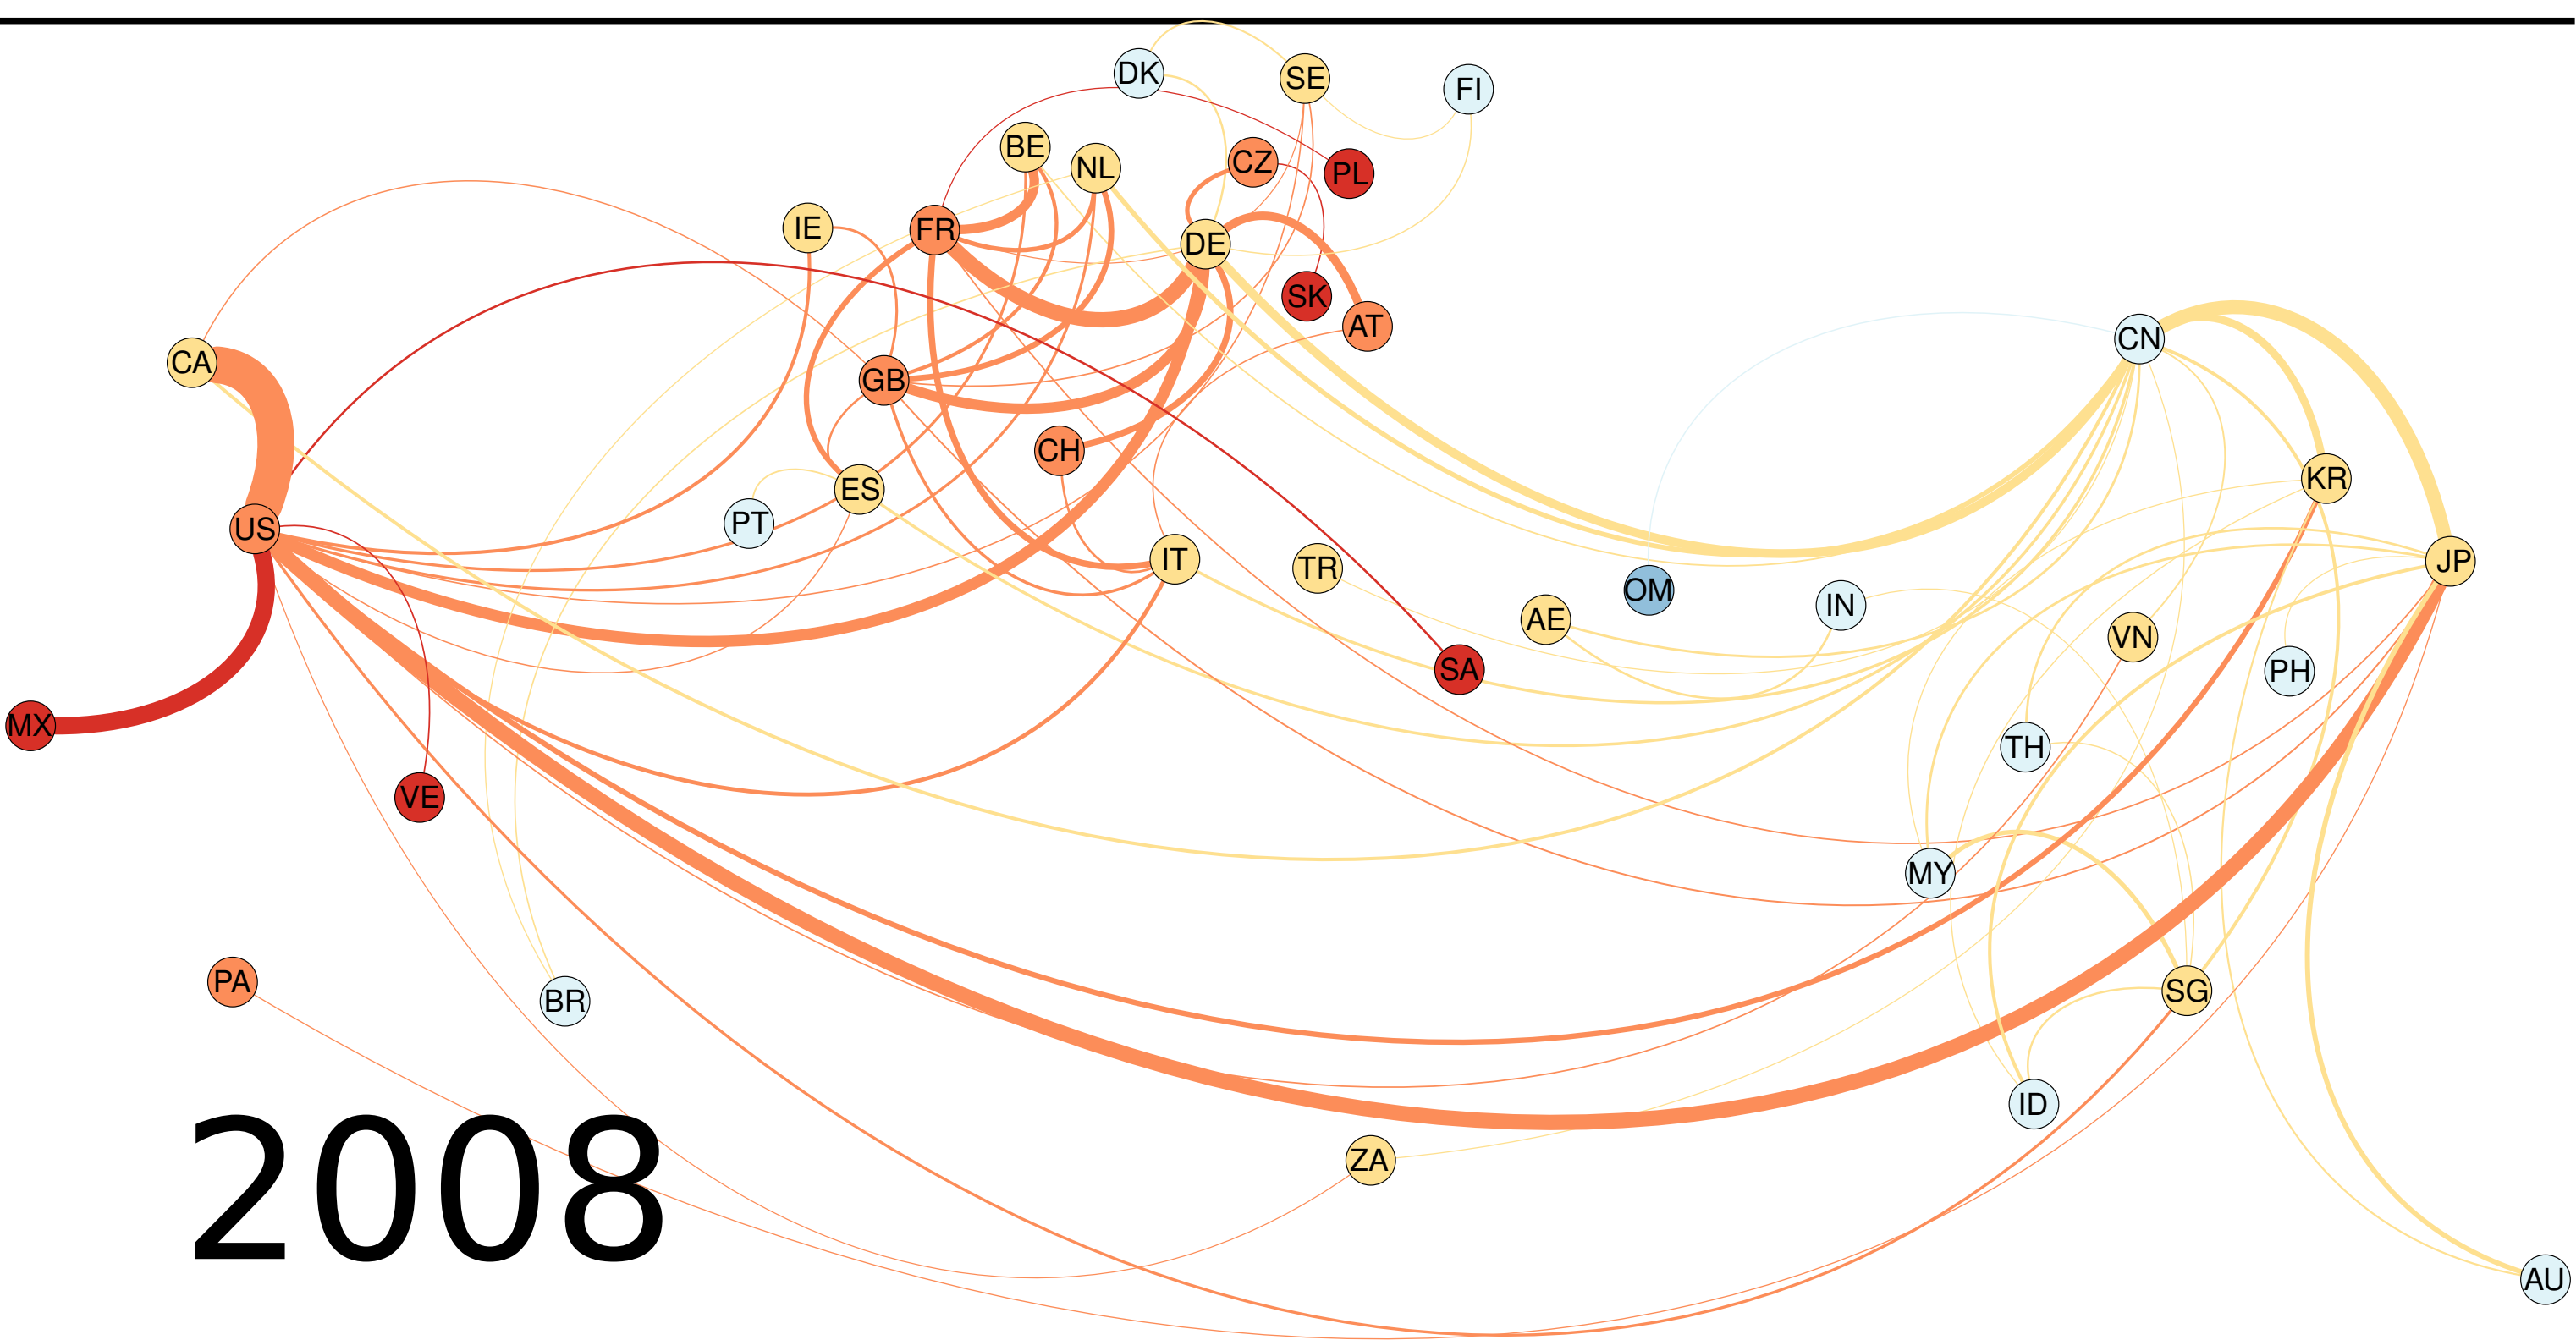 DK
SE
FI
BE
NL
CZ
PL
IE
FR
DE
SK
AT
CN
CA
GB
CH
KR
ES
PT
US
IT
TR
JP
OM
AE
IN
VN
SA
PH
MX
TH
VE
MY
PA
BR
SG
ID
ZA
2008
AU